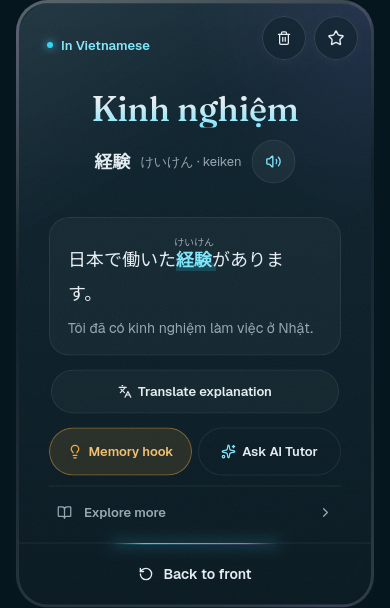 In Vietnamese
Kinh nghiệm
経験 けいけん · keiken
けいけん
日本で働いた経験がありま
す。
Tôi đã có kinh nghiệm làm việc ở Nhật.
Translate explanation
Memory hook
Ask AI Tutor
Explore more
Back to front